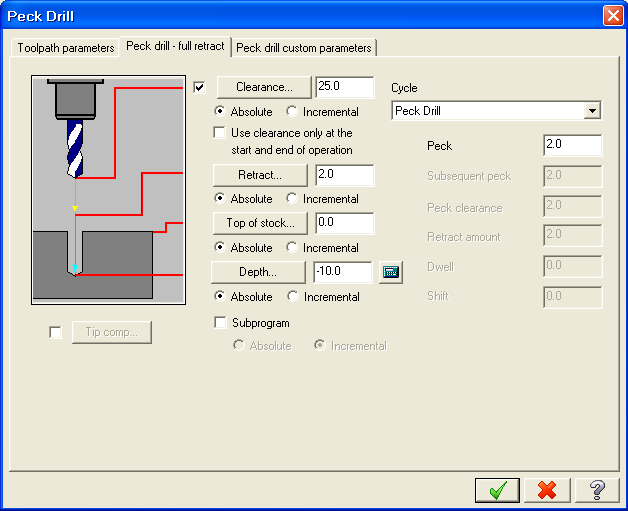 Peck Drill
Toolpath parameters
Peck drill - full retract
Peck drill custom parameters
Clearance...
25.0
Absolute
Incremental
Use clearance only at the
start and end of operation
Retract...
2.0
Absolute
Incremental
Top of stock...
0.0
Absolute
Incremental
Depth...
-10.0
Absolute
Incremental
Subprogram
Absolute
Incremental
Tip comp...
Cycle
Peck Drill
Peck
2.0
Subsequent peck
2.0
Peck clearance
2.0
Retract amount
2.0
Dwell
0.0
Shift
0.0
?